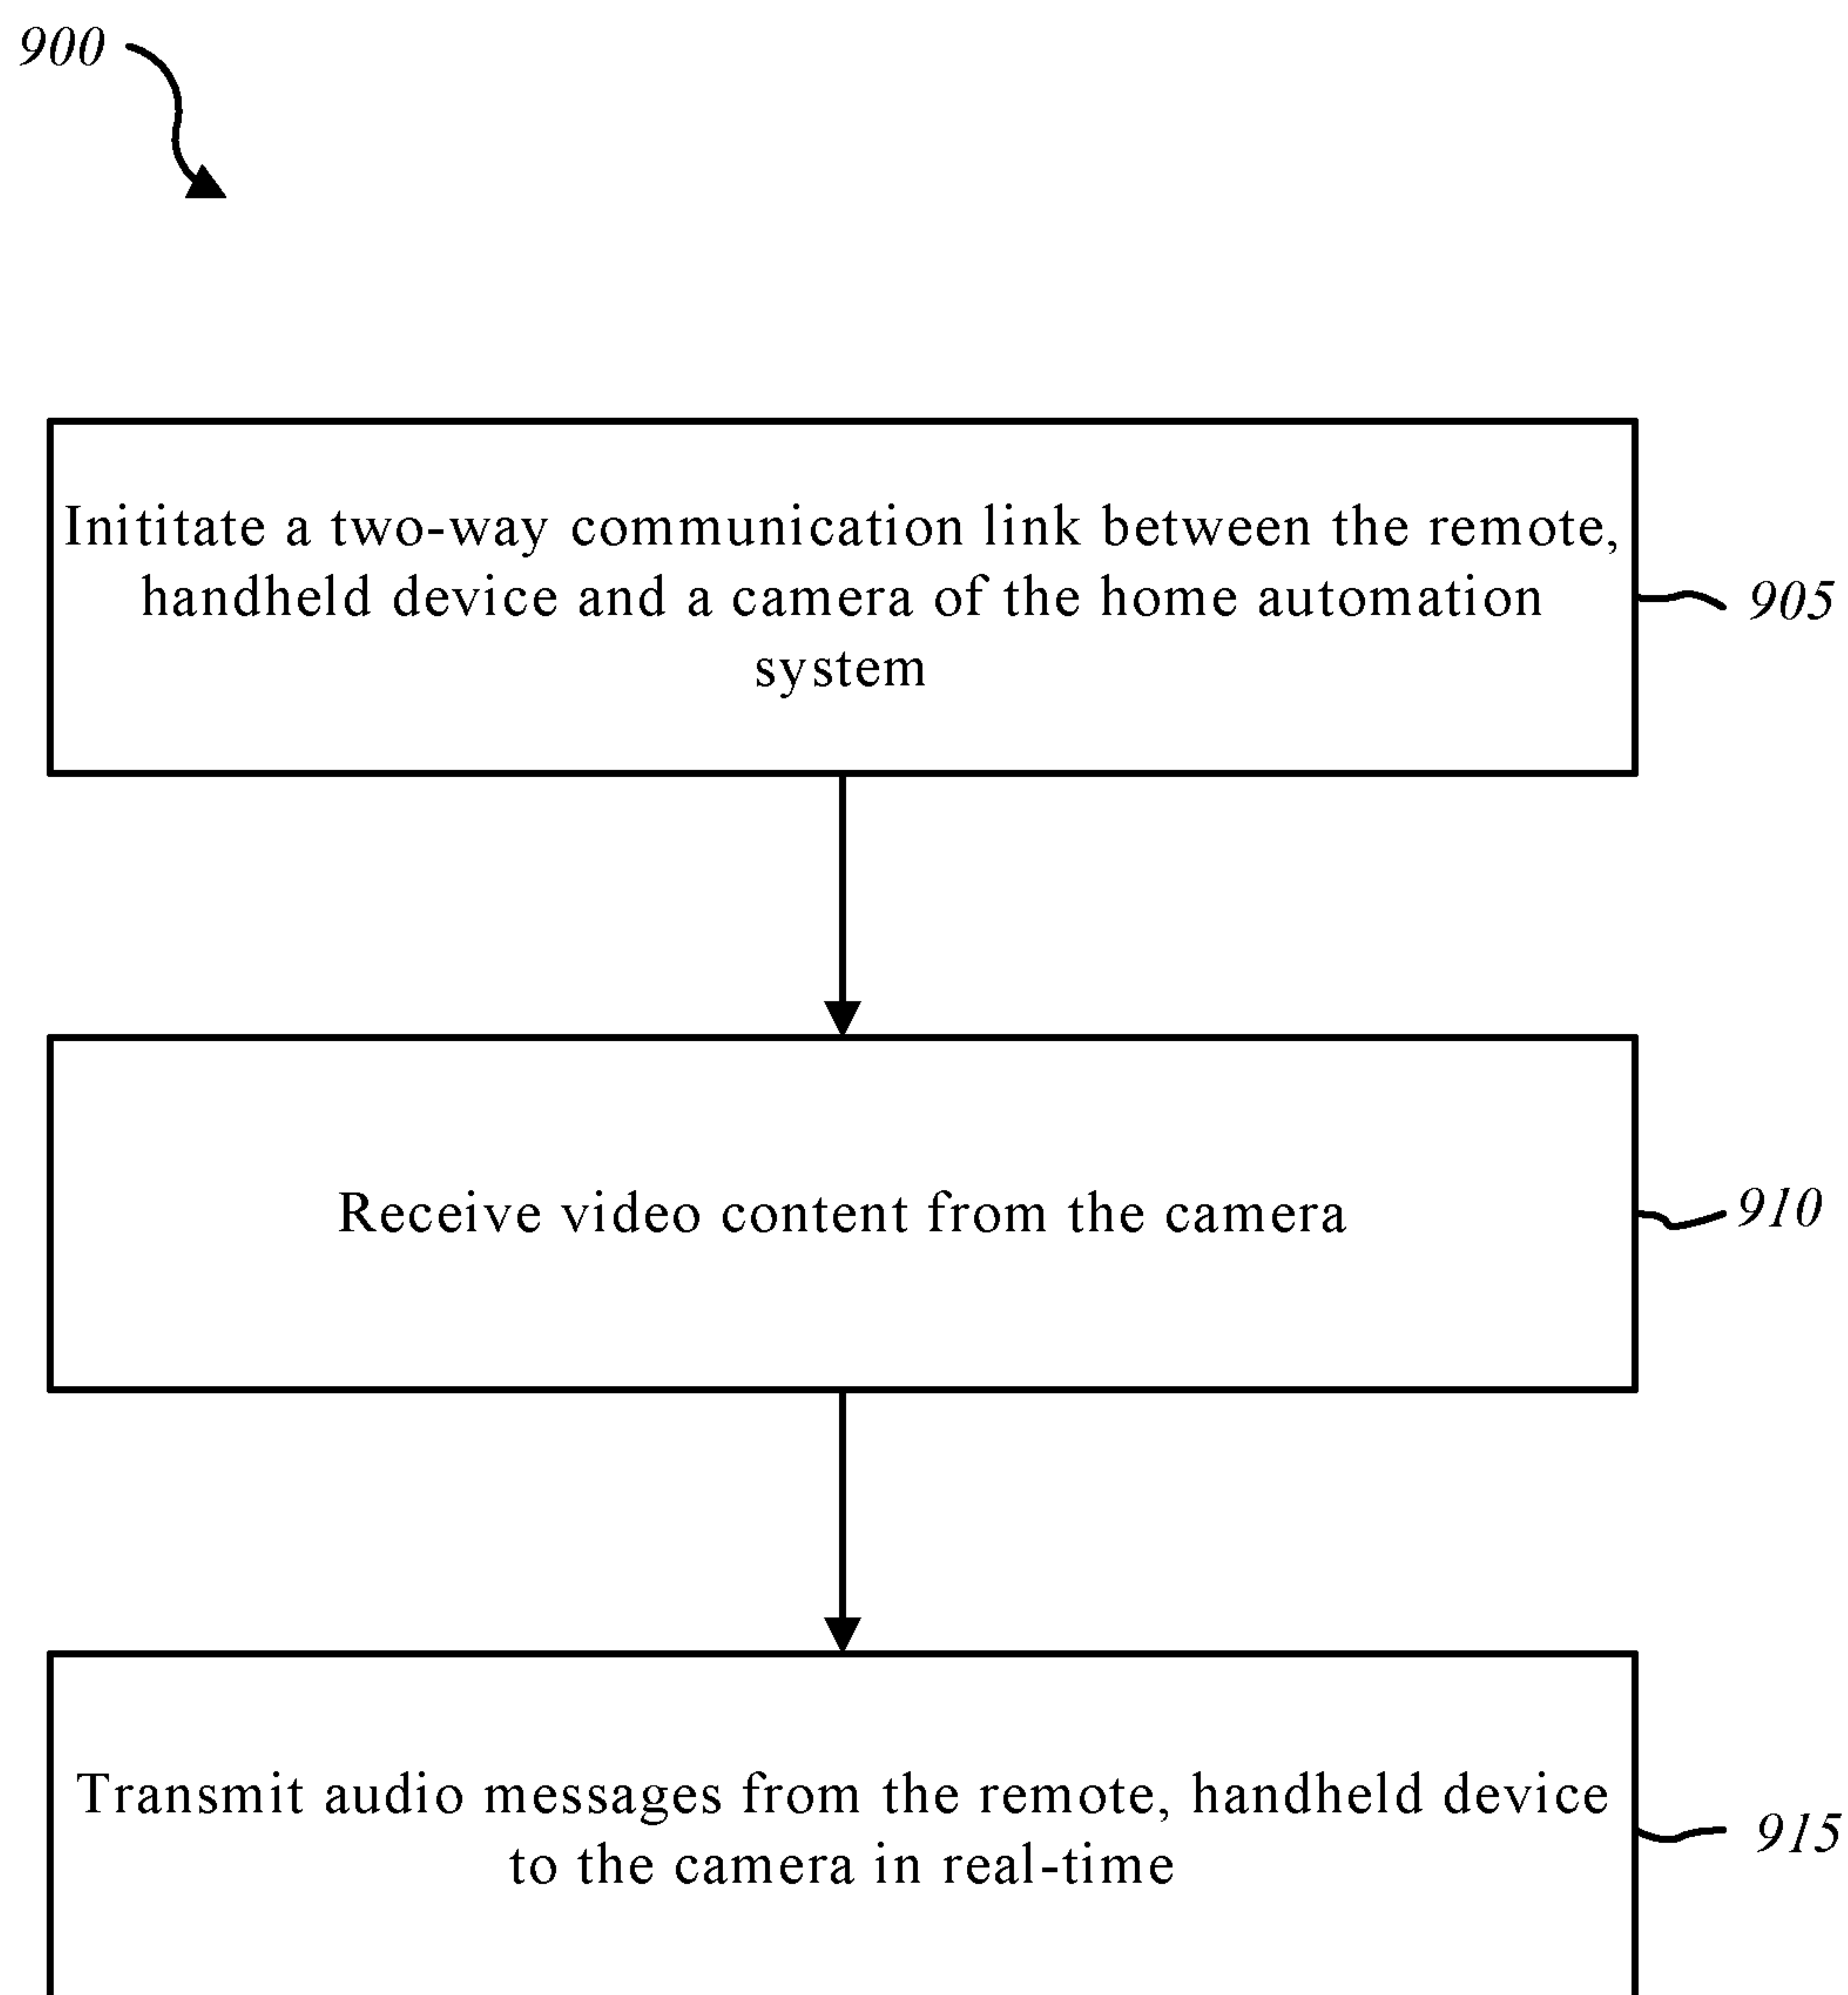 900
Inititate a two-way communication link between the remote,
handheld device and a camera of the home automation
system
905
Receive video content from the camera
910
Transmit audio messages from the remote, handheld device
to the camera in real-time
915